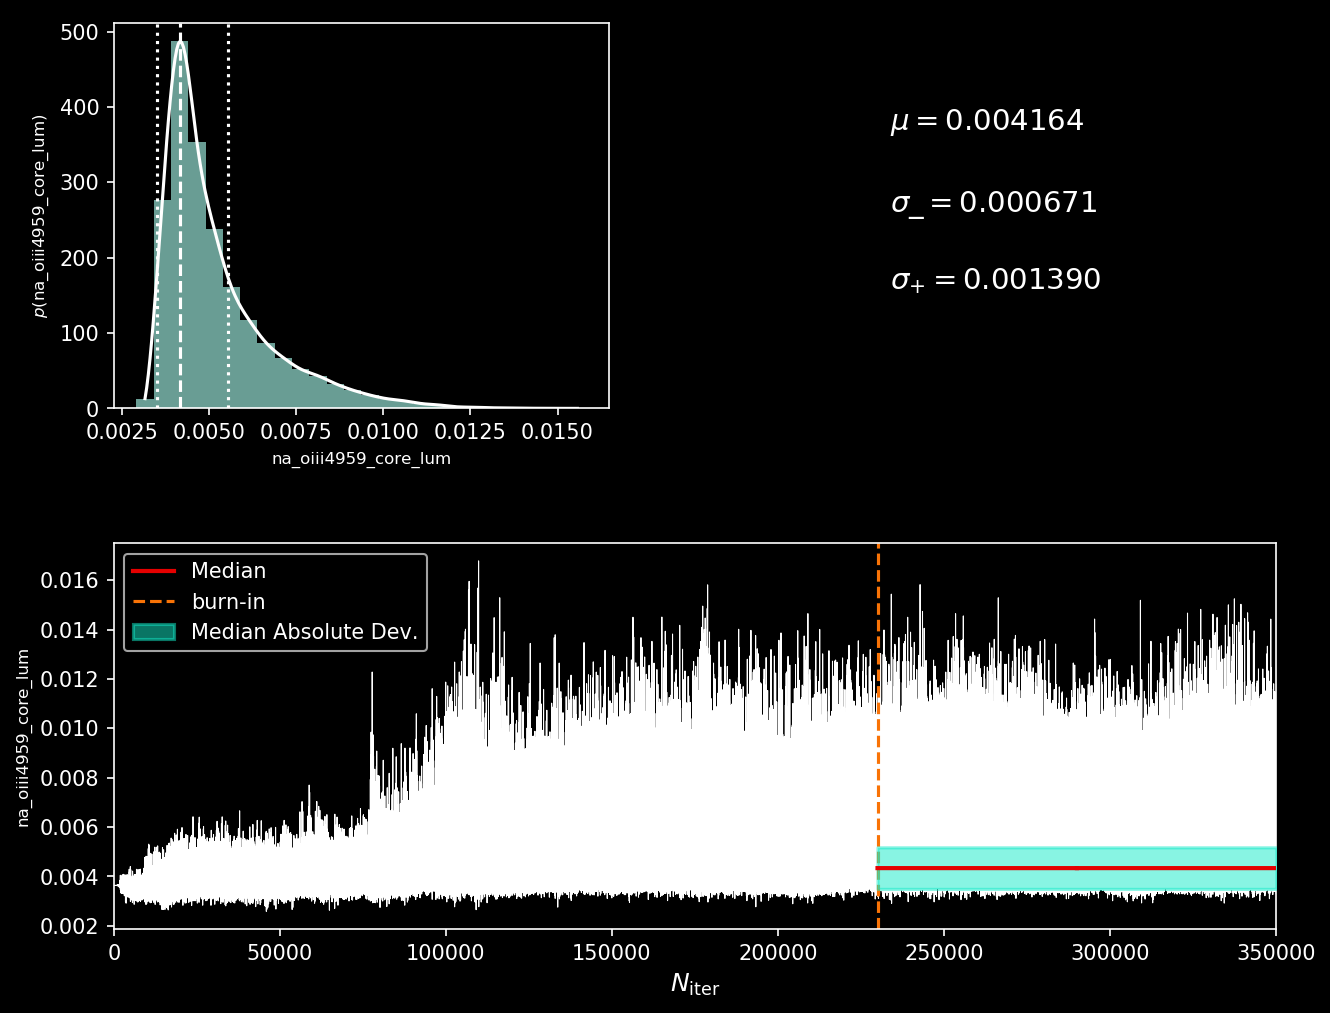 500
400
300
200
100
0
p(na_oiii4959_core_lum)
0.0025 0.0050 0.0075 0.0100 0.0125 0.0150
na_oiii4959_core_lum
μ = 0.004164
σ− = 0.000671
σ+ = 0.001390
Median
burn-in
Median Absolute Dev.
0.016
0.014
0.012
0.010
0.008
0.006
0.004
0.002
na_oiii4959_core_lum
0 50000 100000 150000 200000 250000 300000 350000
Niter